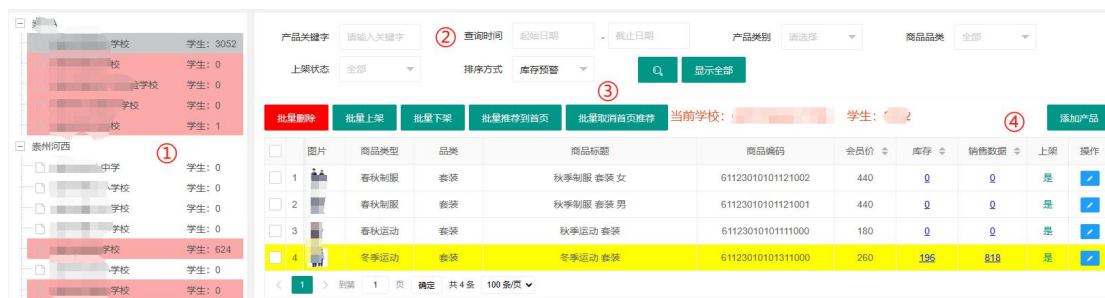 学校 学生: 3052
校 学生: 0
学校 学生: 0
学校 学生: 0
校 学生: 1
崇州河西
①
中学 学生: 0
学校 学生: 0
学校 学生: 0
学校 学生: 624
学校 学生: 0
学校 学生: 0
产品关键字 请输入关键字 ② 查询时间 起始日期 - 截止日期 产品类别 请选择 商品品类 全部
上架状态 全部 排序方式 库存预警 显示全部
③
批量删除 批量上架 批量下架 批量推荐到首页 批量取消首页推荐 当前学校: 学生: 2 ④ 添加产品
图片 商品类型 品类 商品标题 商品编码 会员价 库存 销售数据 上架 操作
1 春秋制服 套装 秋季制服 套装 女 61123010101121002 440 0 0 是
2 春秋制服 套装 秋季制服 套装 男 61123010101121001 440 0 0 是
3 春秋运动 套装 秋季运动 套装 61123010101111000 180 0 0 是
4 冬季运动 套装 冬季运动 套装 61123010101311000 260 196 818 是
1 到第 1 页 确定 共 4 条 100 条/页